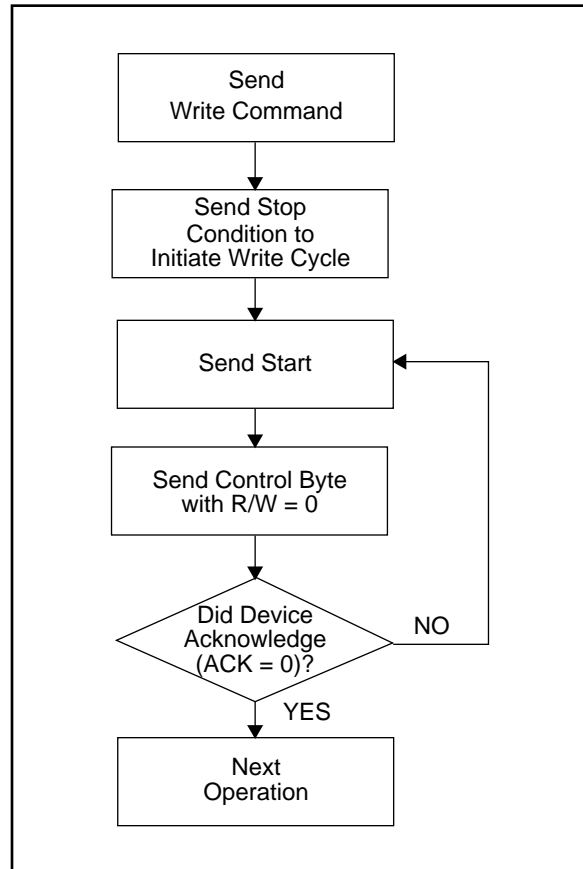 Send
Write Command
Send Stop
Condition to
Initiate Write Cycle
Send Start
Send Control Byte
with R/W = 0
Did Device
Acknowledge
(ACK = 0)?
NO
YES
Next
Operation